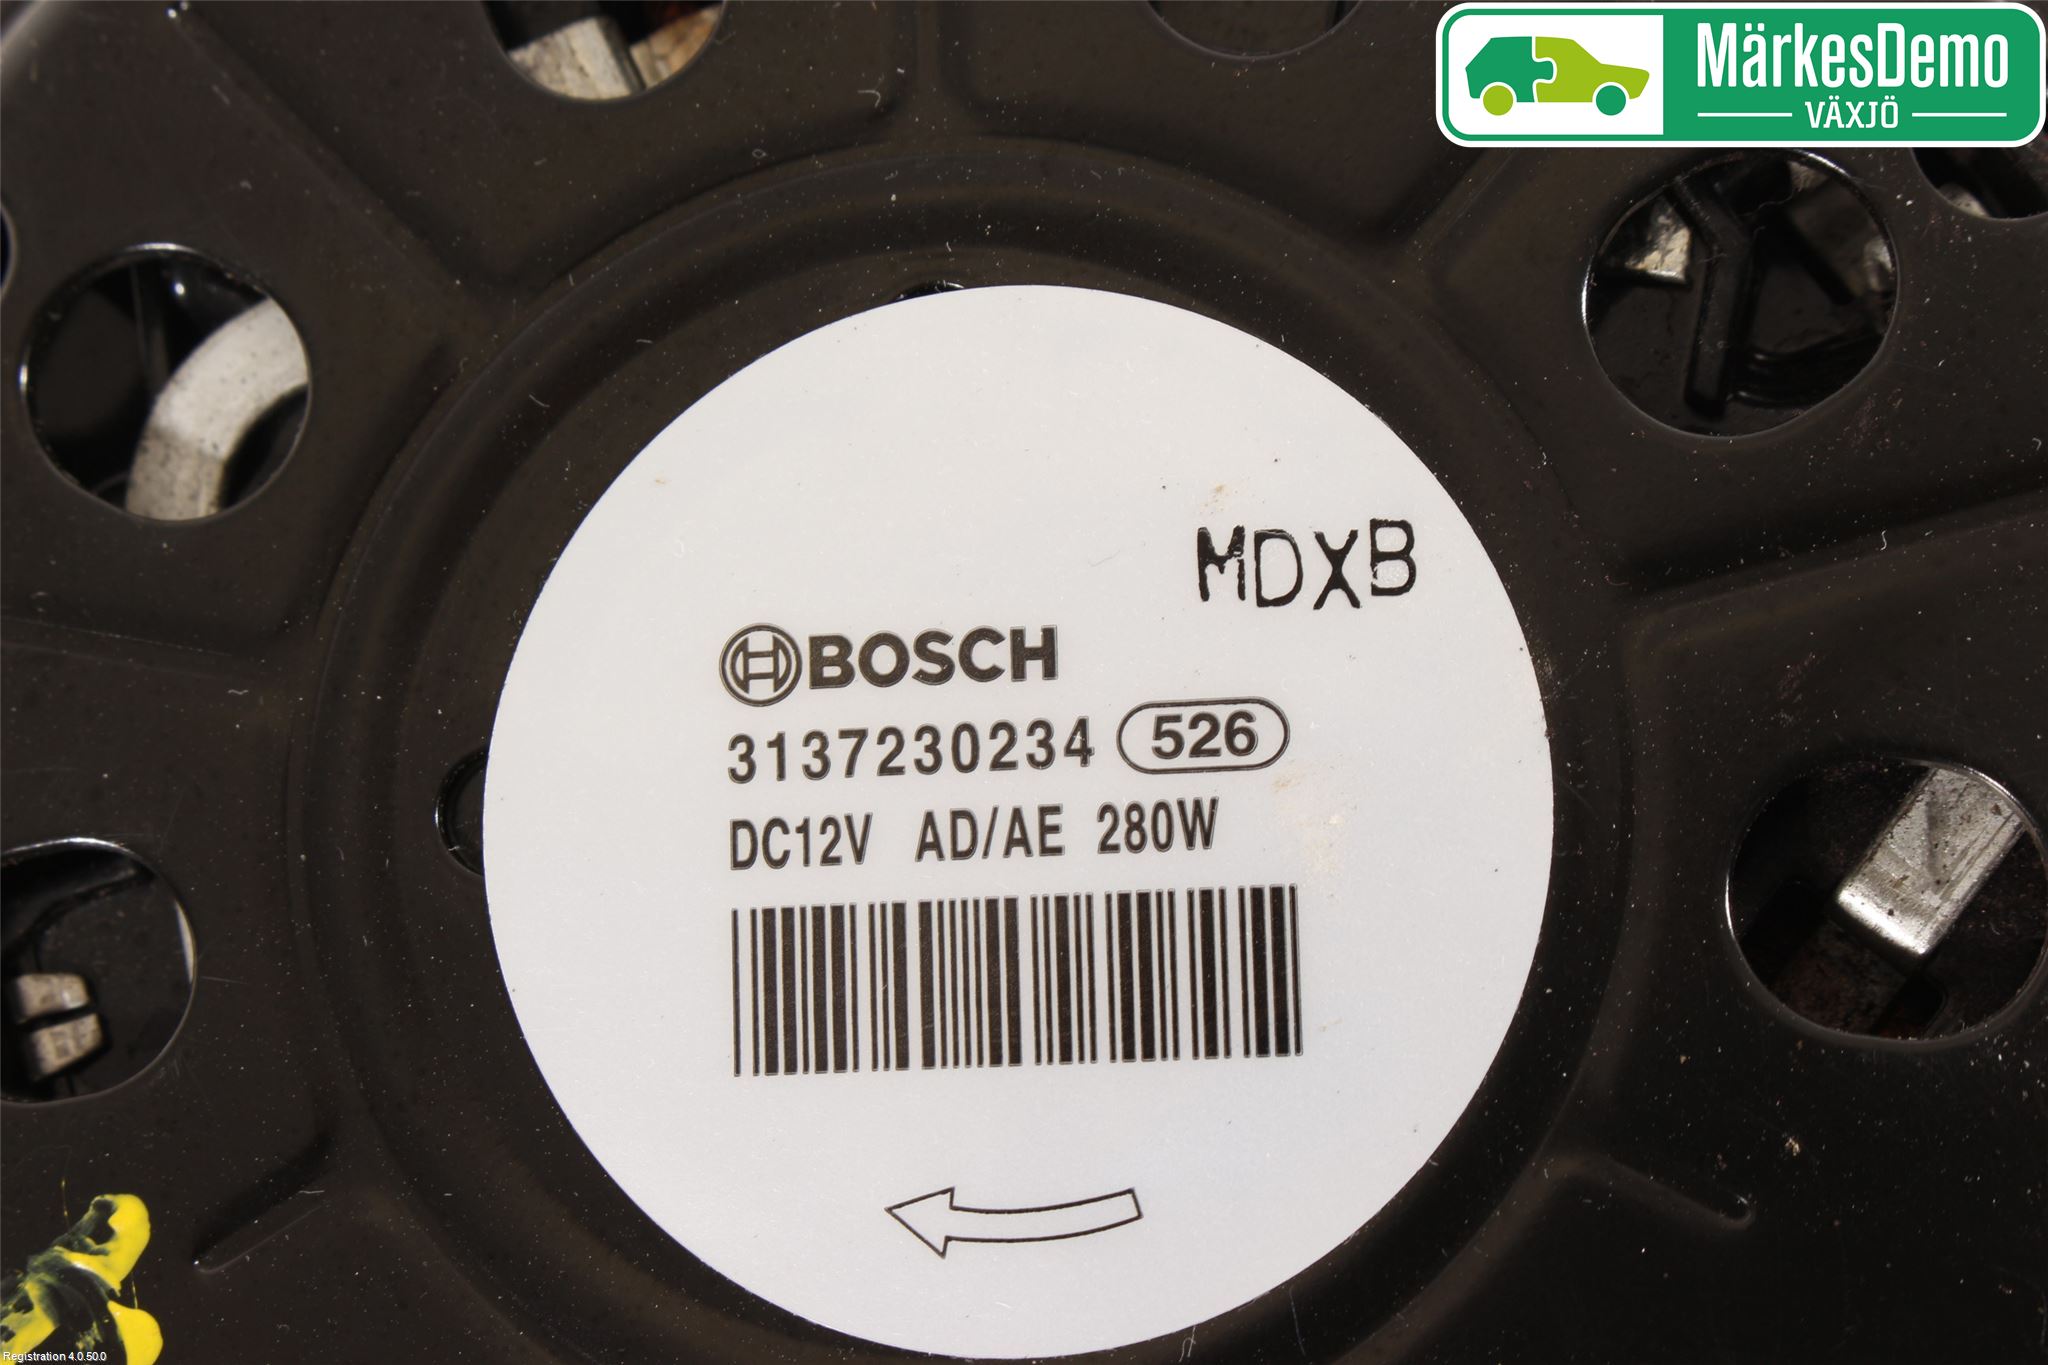 MärkesDemo
VÄXJÖ
MDXB
BOSCH
3137230234 526
DC12V AD/AE 280W
Registration 4.0.50.0